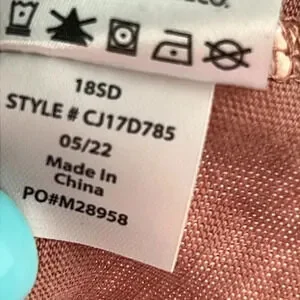 18SD
STYLE # CJ17D785
05/22
Made In
China
PO#M28958